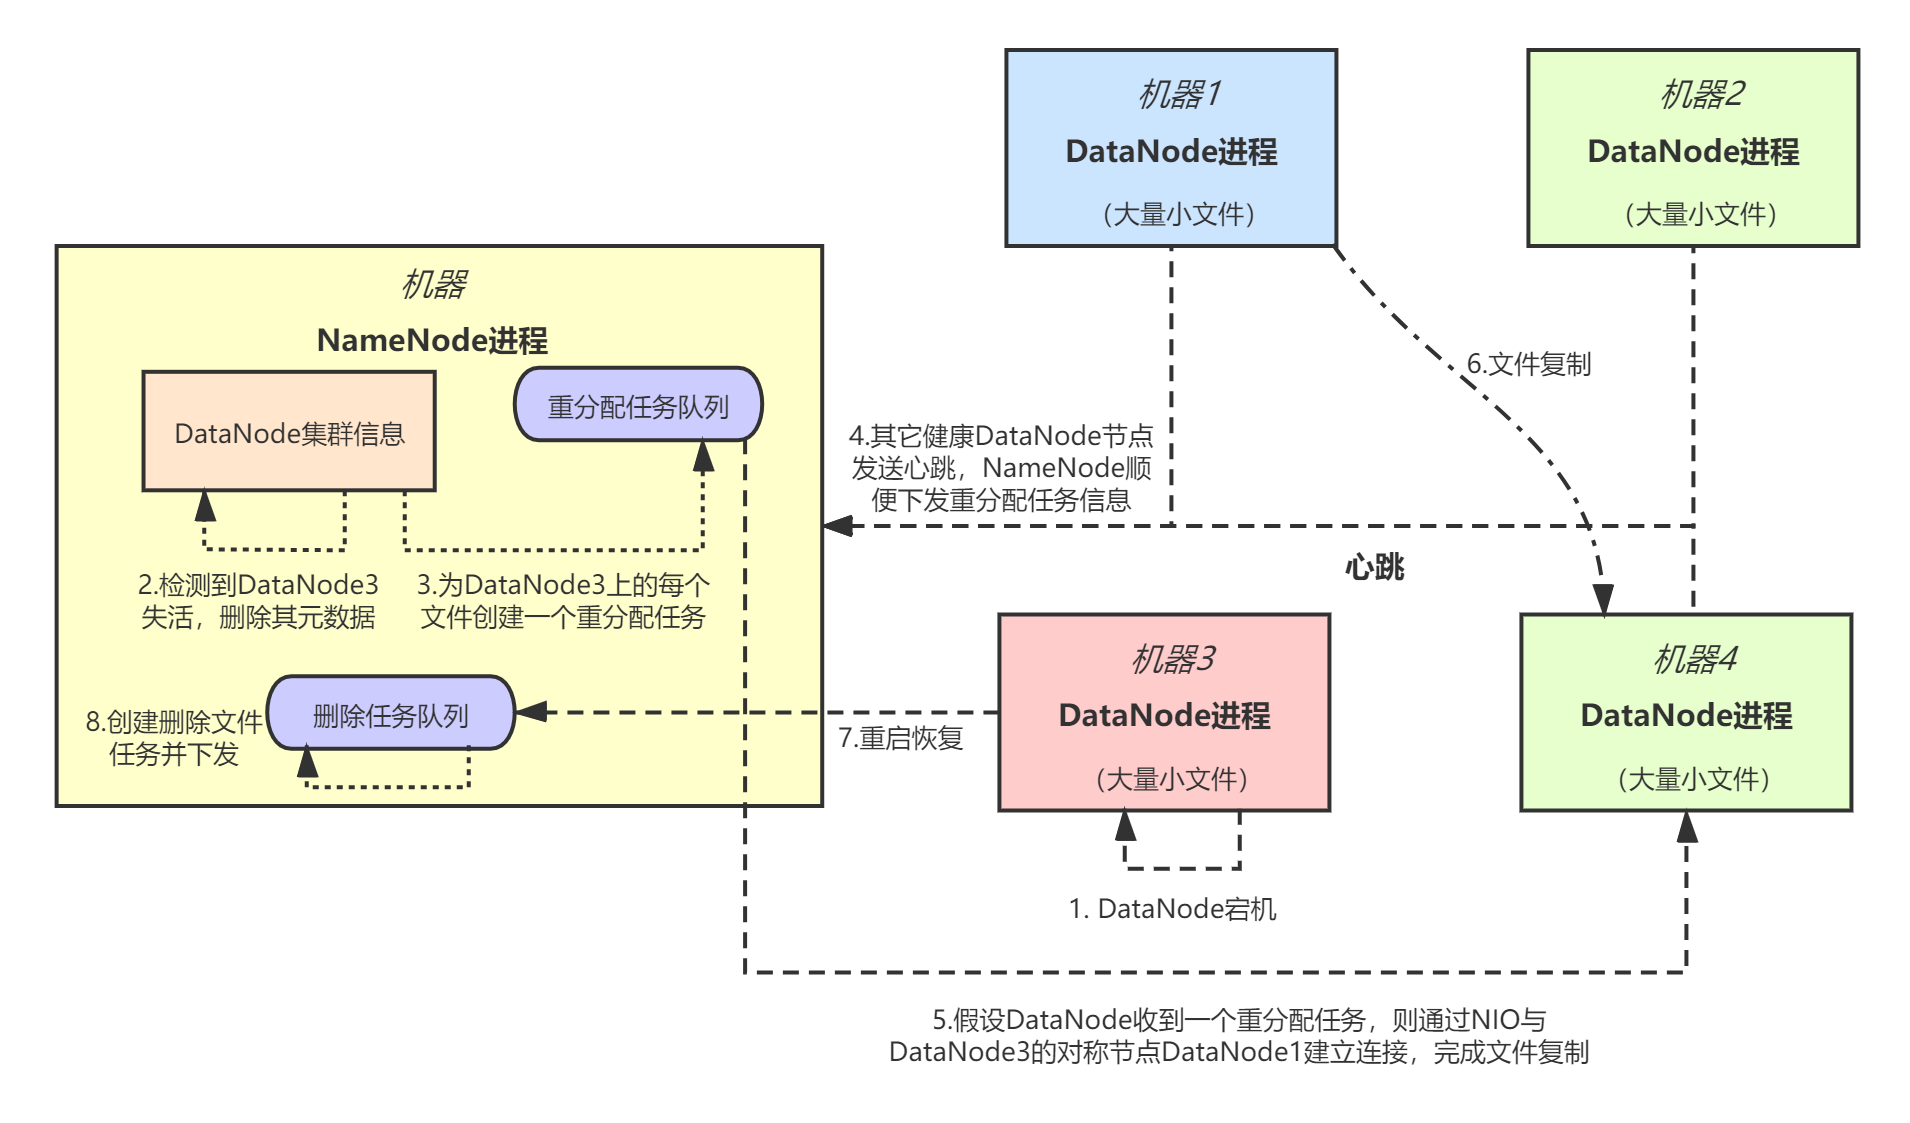 机器1
DataNode进程
（大量小文件）
机器2
DataNode进程
（大量小文件）
机器
NameNode进程
DataNode集群信息
重分配任务队列
2.检测到DataNode3
失活，删除其元数据
3.为DataNode3上的每个
文件创建一个重分配任务
删除任务队列
8.创建删除文件
任务并下发
4.其它健康DataNode节点
发送心跳，NameNode顺
便下发重分配任务信息
6.文件复制
心跳
机器3
DataNode进程
（大量小文件）
机器4
DataNode进程
（大量小文件）
7.重启恢复
1. DataNode宕机
5.假设DataNode收到一个重分配任务，则通过NIO与
DataNode3的对称节点DataNode1建立连接，完成文件复制